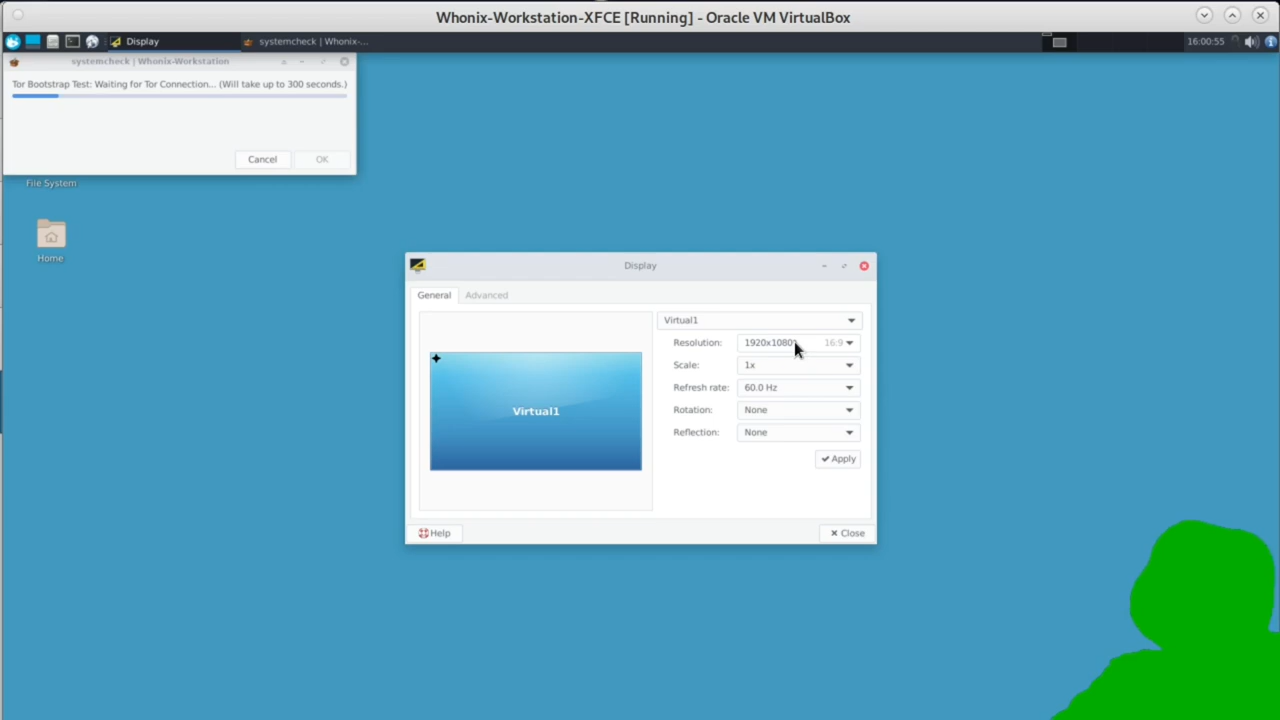 Whonix-Workstation-XFCE [Running] - Oracle VM VirtualBox
Display
systemcheck | Whonix-...
16:00:55
systemcheck | Whonix-Workstation
Tor Bootstrap Test: Waiting for Tor Connection... (Will take up to 300 seconds.)
Cancel
OK
File System
Home
Display
General
Advanced
Virtual1
Resolution:
1920x1080*
16:9
Scale:
1x
Refresh rate:
60.0 Hz
Rotation:
None
Reflection:
None
Virtual1
Apply
Help
Close